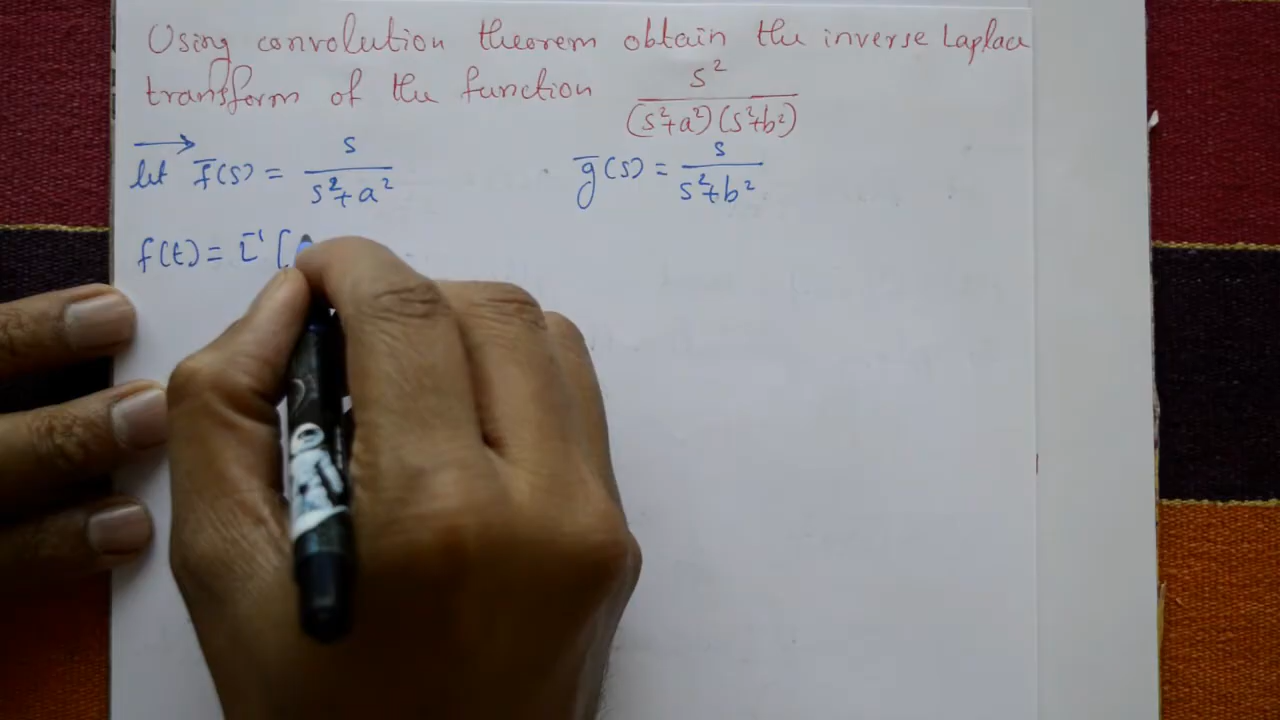 Using convolution theorem obtain the inverse Laplace
transform of the function s²/((s²+a²)(s²+b²))
let f̄(s) = s/(s²+a²) ḡ(s) = s/(s²+b²)
f(t) = L⁻¹ [